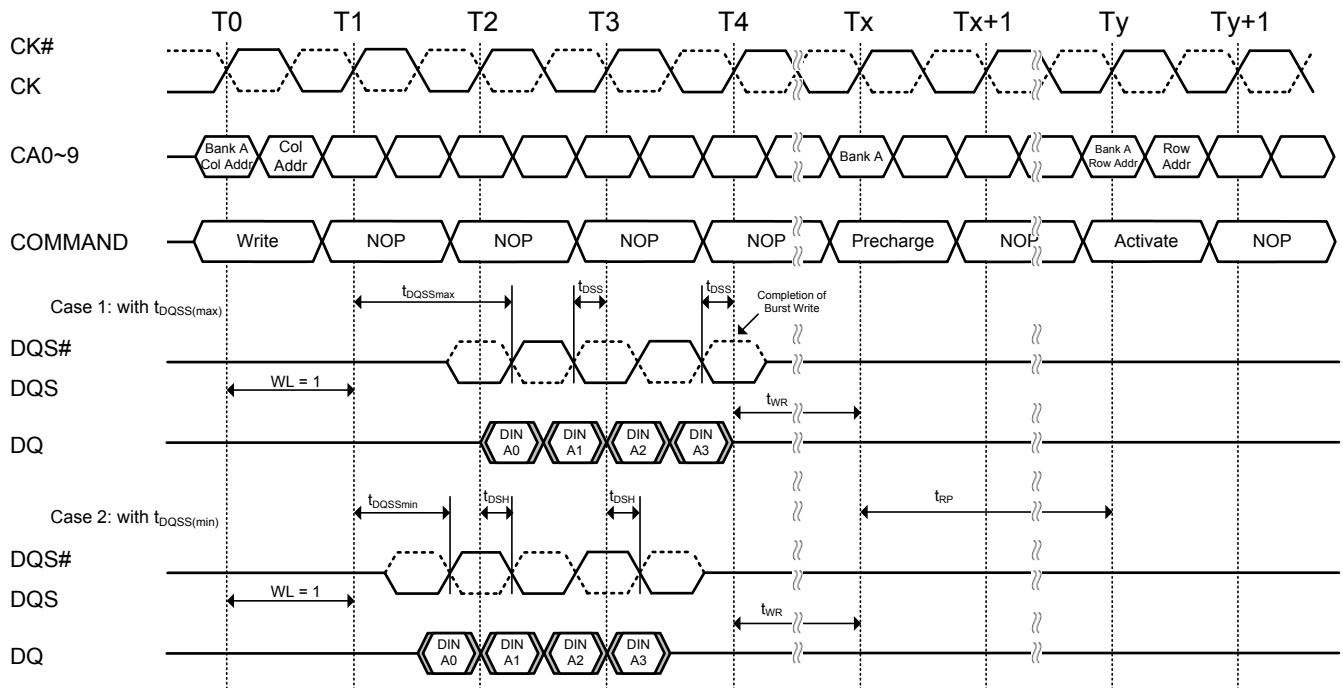 T0 T1 T2 T3 T4 Tx Tx+1 Ty Ty+1
CK#
CK
CA0~9
Bank A
Col Addr
Col
Addr
Bank A
Bank A
Row Addr
Row
Addr
COMMAND
Write NOP NOP NOP NOP Precharge NOP Activate NOP
Case 1: with tDQSS(max)
tDQSSmax
tDSS
tDSS
Completion of
Burst Write
DQS#
DQS
WL = 1
tWR
DQ
DIN
A0
DIN
A1
DIN
A2
DIN
A3
Case 2: with tDQSS(min)
tDQSSmin
tDSH
tDSH
tRP
DQS#
DQS
WL = 1
tWR
DQ
DIN
A0
DIN
A1
DIN
A2
DIN
A3